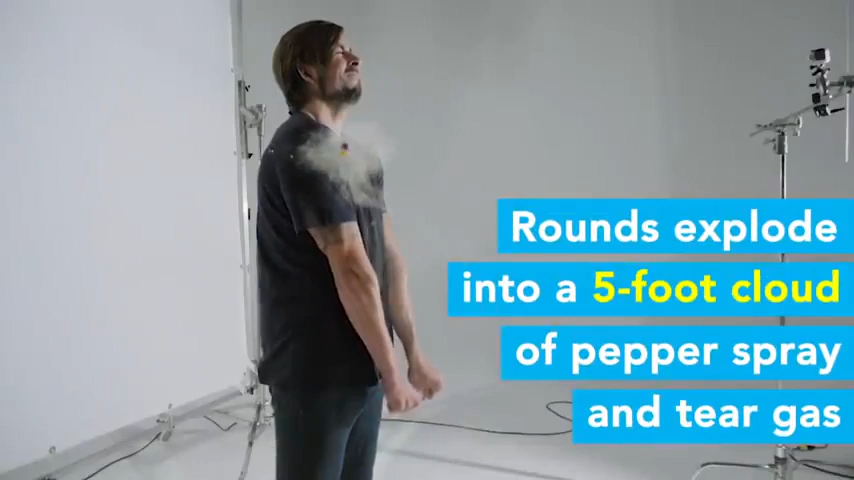 Rounds explode
into a 5-foot cloud
of pepper spray
and tear gas